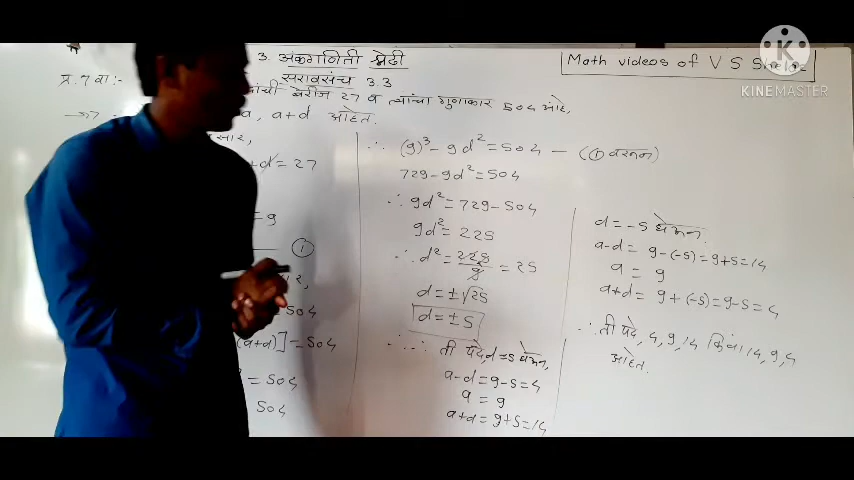 3. अंकगणिती श्रेढी
Math videos of V S
KINEMASTER
सरावसंच 3.3
प्र. 7 वा :-
बेरीज 27 व त्यांचा गुणाकार 504 आहे,
a, a+d आहेत.
+d = 27
= 9
①
504
(a+d)] = 504
= 504
504
∴ (9)³ - 9d² = 504 — (① वरून)
729 - 9d² = 504
∴ 9d² = 729 - 504
9d² = 225
∴ d² = 225/9 = 25
d = ±√25
d = ±5
∴ ती पदे, d = 5 घेऊन,
a-d = 9-5 = 4
a = 9
a+d = 9+5 = 14
d = -5 घेऊन.
a-d = 9-(-5) = 9+5 = 14
a = 9
a+d = 9+(-5) = 9-5 = 4
∴ ती पदे, 4, 9, 14 किंवा 14, 9, 4
आहेत.